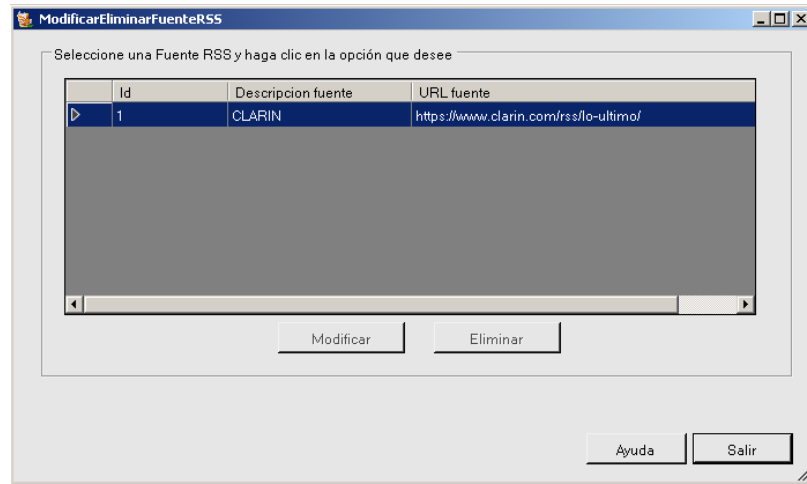 ModificarEliminarFuenteRSS
Seleccione una Fuente RSS y haga clic en la opción que desee
Id Descripcion fuente URL fuente
1 CLARIN https://www.clarin.com/rss/lo-ultimo/
Modificar Eliminar
Ayuda Salir